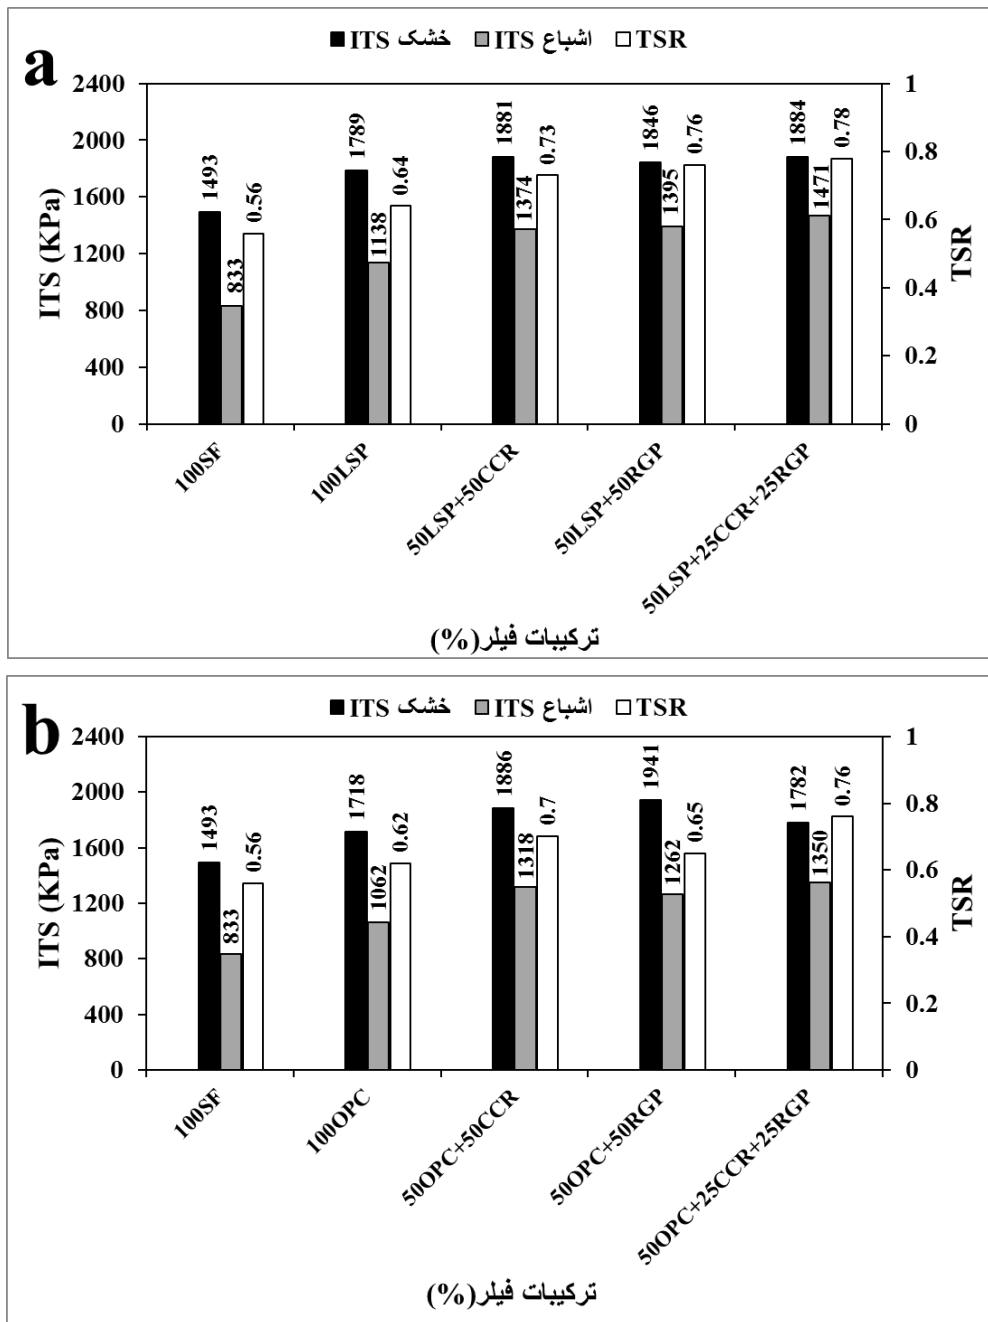 a
ITS خشک ITS اشباع TSR
2400
2000
1600
1200
800
400
0
ITS (KPa)
1493 833 0.56
1789 1138 0.64
1881 1374 0.73
1846 1395 0.76
1884 1471 0.78
1
0.8
0.6
0.4
0.2
0
TSR
100SF
100LSP
50LSP+50CCR
50LSP+50RGP
50LSP+25CCR+25RGP
ترکیبات فیلر(%)
b
ITS خشک ITS اشباع TSR
2400
2000
1600
1200
800
400
0
ITS (KPa)
1493 833 0.56
1718 1062 0.62
1886 1318 0.7
1941 1262 0.65
1782 1350 0.76
1
0.8
0.6
0.4
0.2
0
TSR
100SF
100OPC
50OPC+50CCR
50OPC+50RGP
50OPC+25CCR+25RGP
ترکیبات فیلر(%)